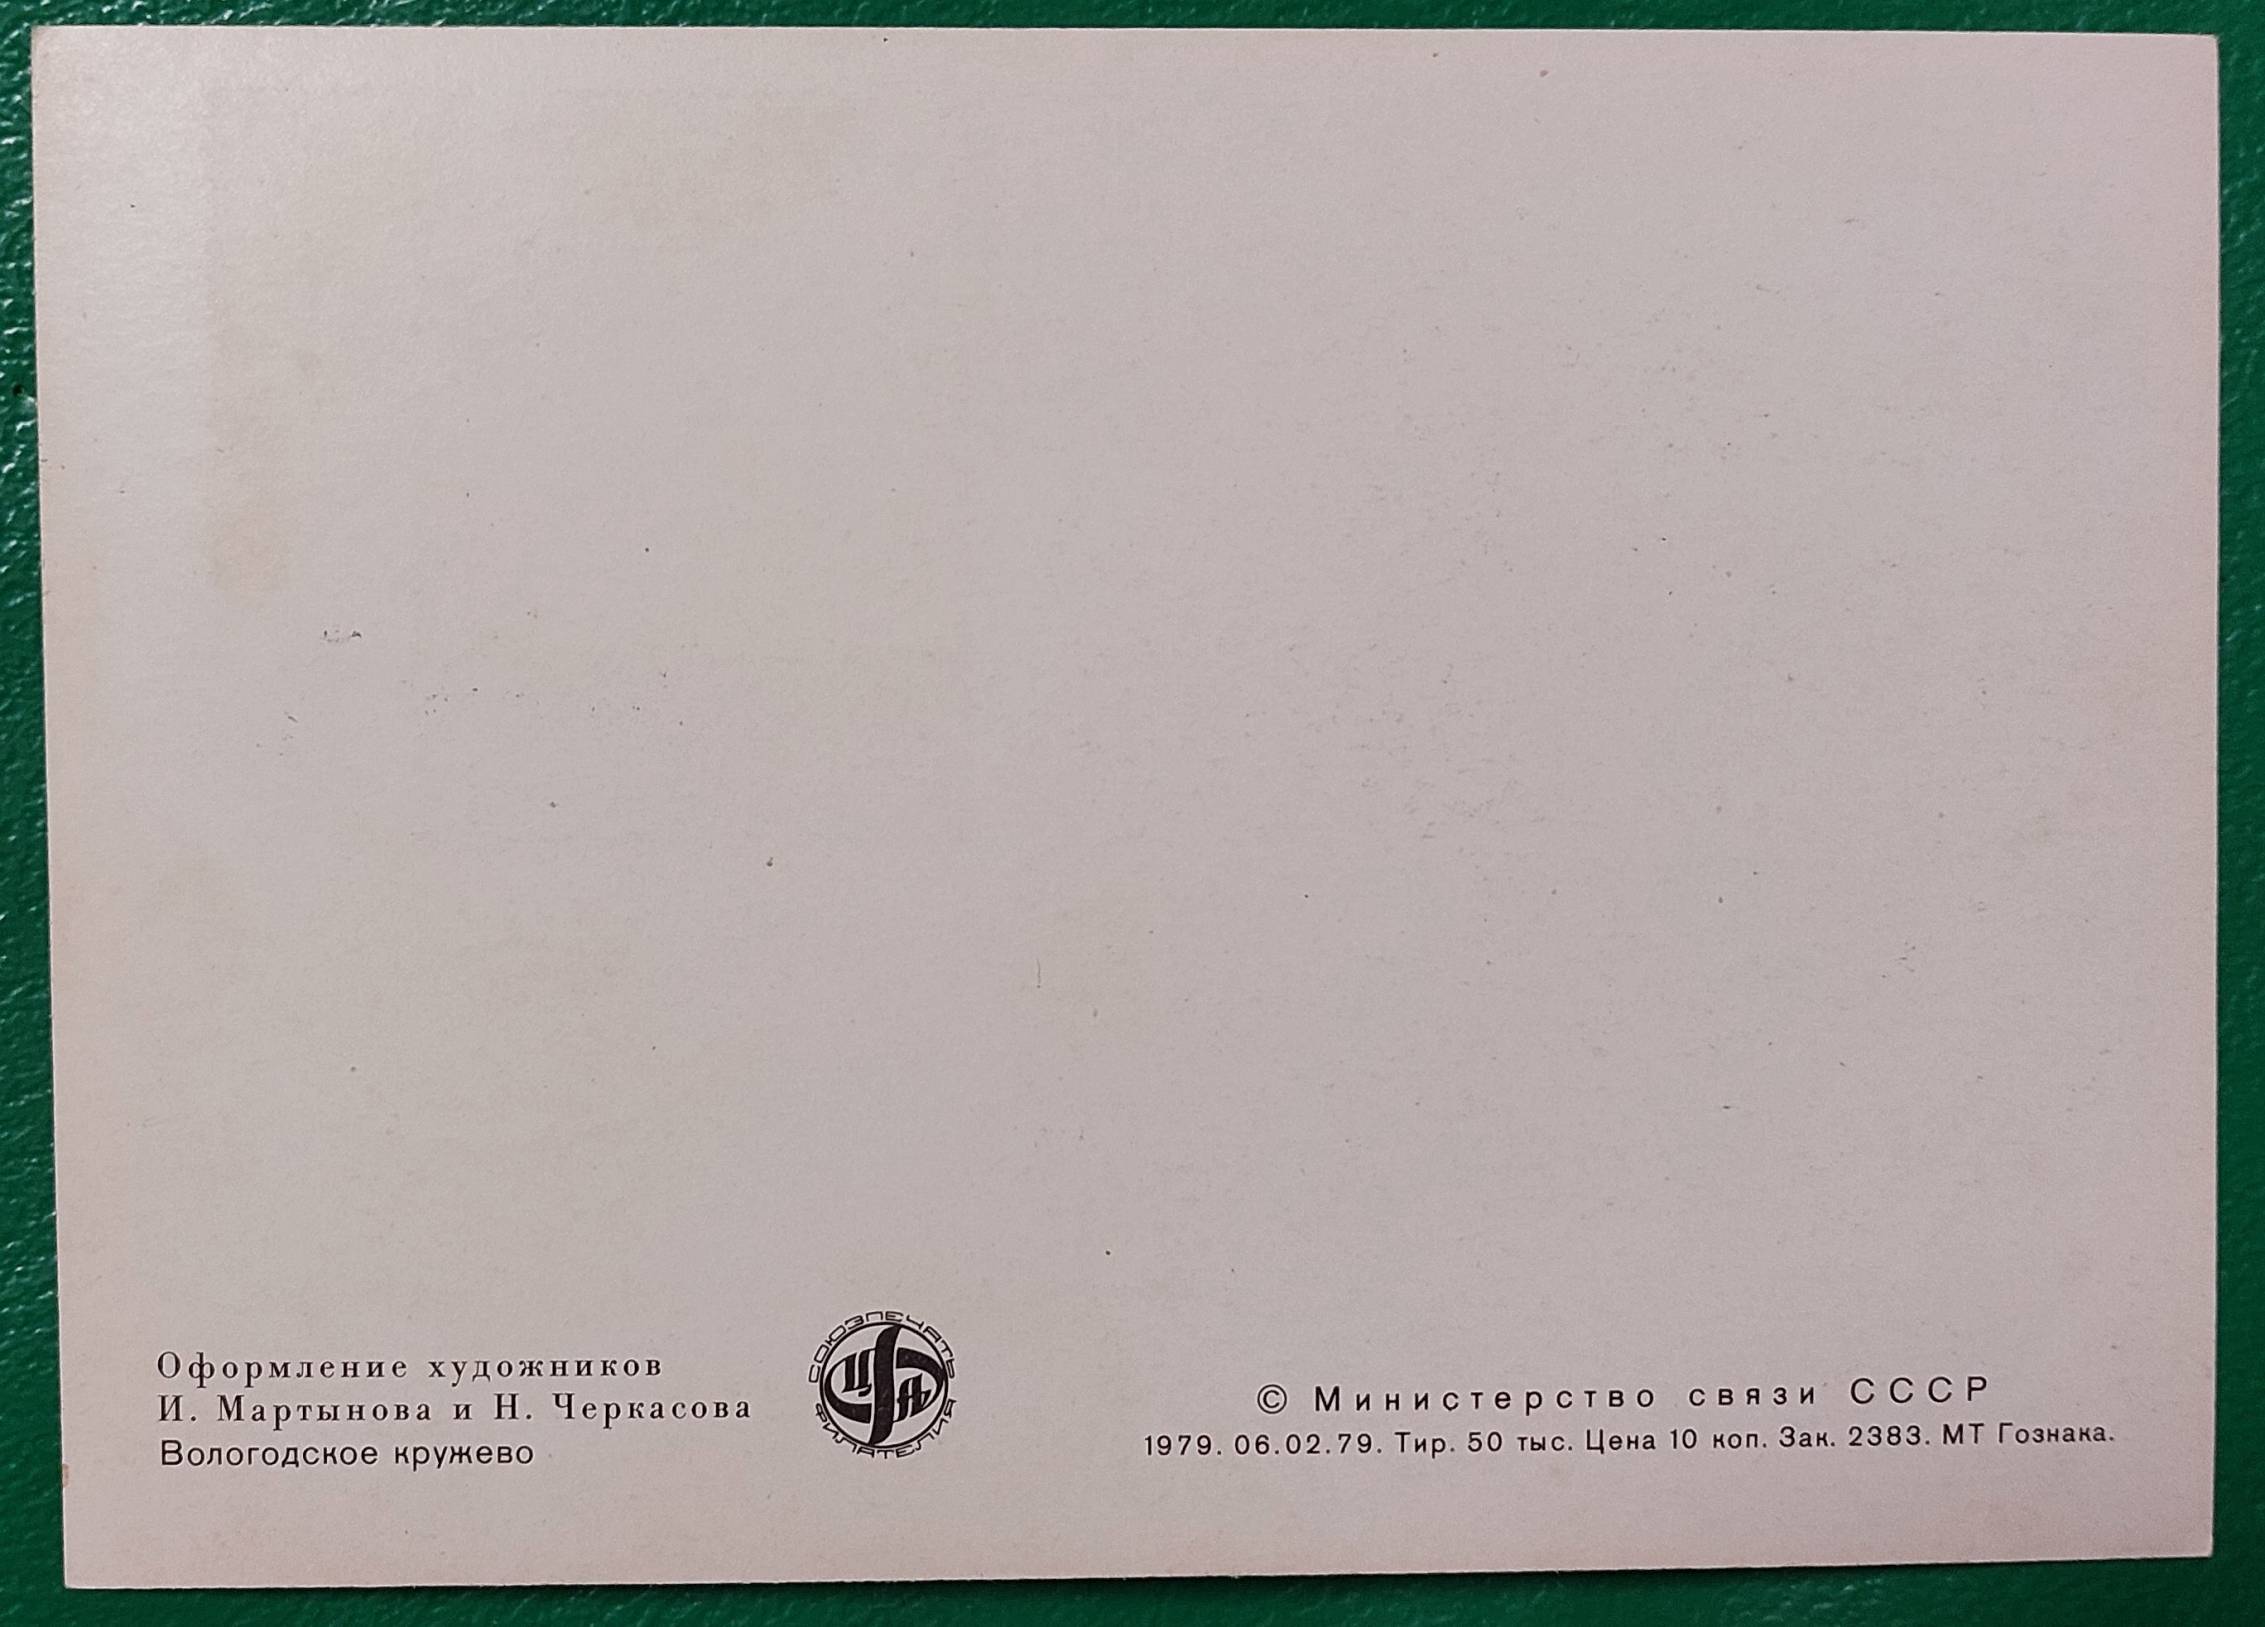 Оформление художников
И. Мартынова и Н. Черкасова
Вологодское кружево
СОЮЗПЕЧАТЬ
ЦФА
ФИЛАТЕЛИЯ
© Министерство связи СССР
1979. 06.02.79. Тир. 50 тыс. Цена 10 коп. Зак. 2383. МТ Гознака.